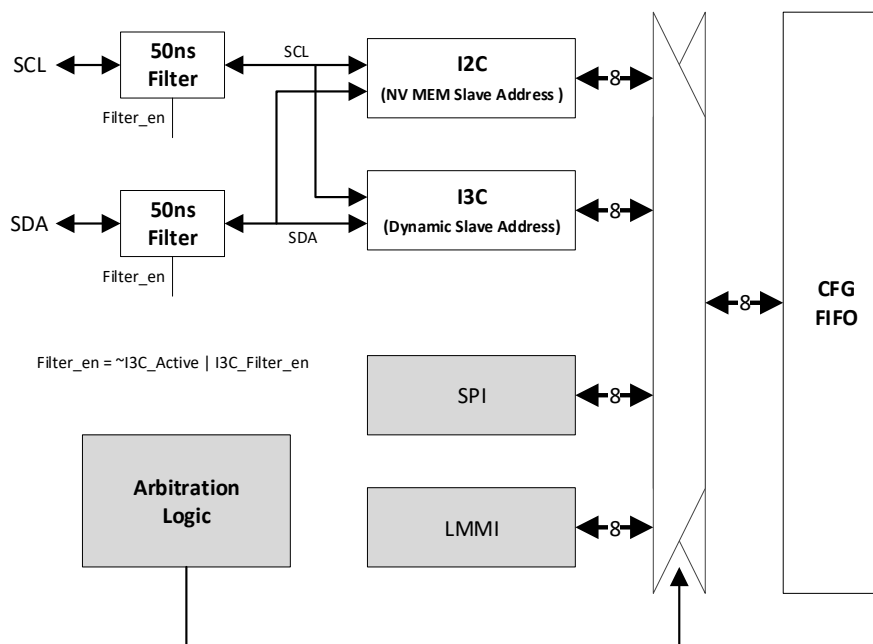 SCL
50ns
Filter
Filter_en
SCL
I2C
(NV MEM Slave Address )
8
SDA
50ns
Filter
Filter_en
SDA
I3C
(Dynamic Slave Address)
8
8
CFG
FIFO
Filter_en = ~I3C_Active | I3C_Filter_en
SPI
8
Arbitration
Logic
LMMI
8